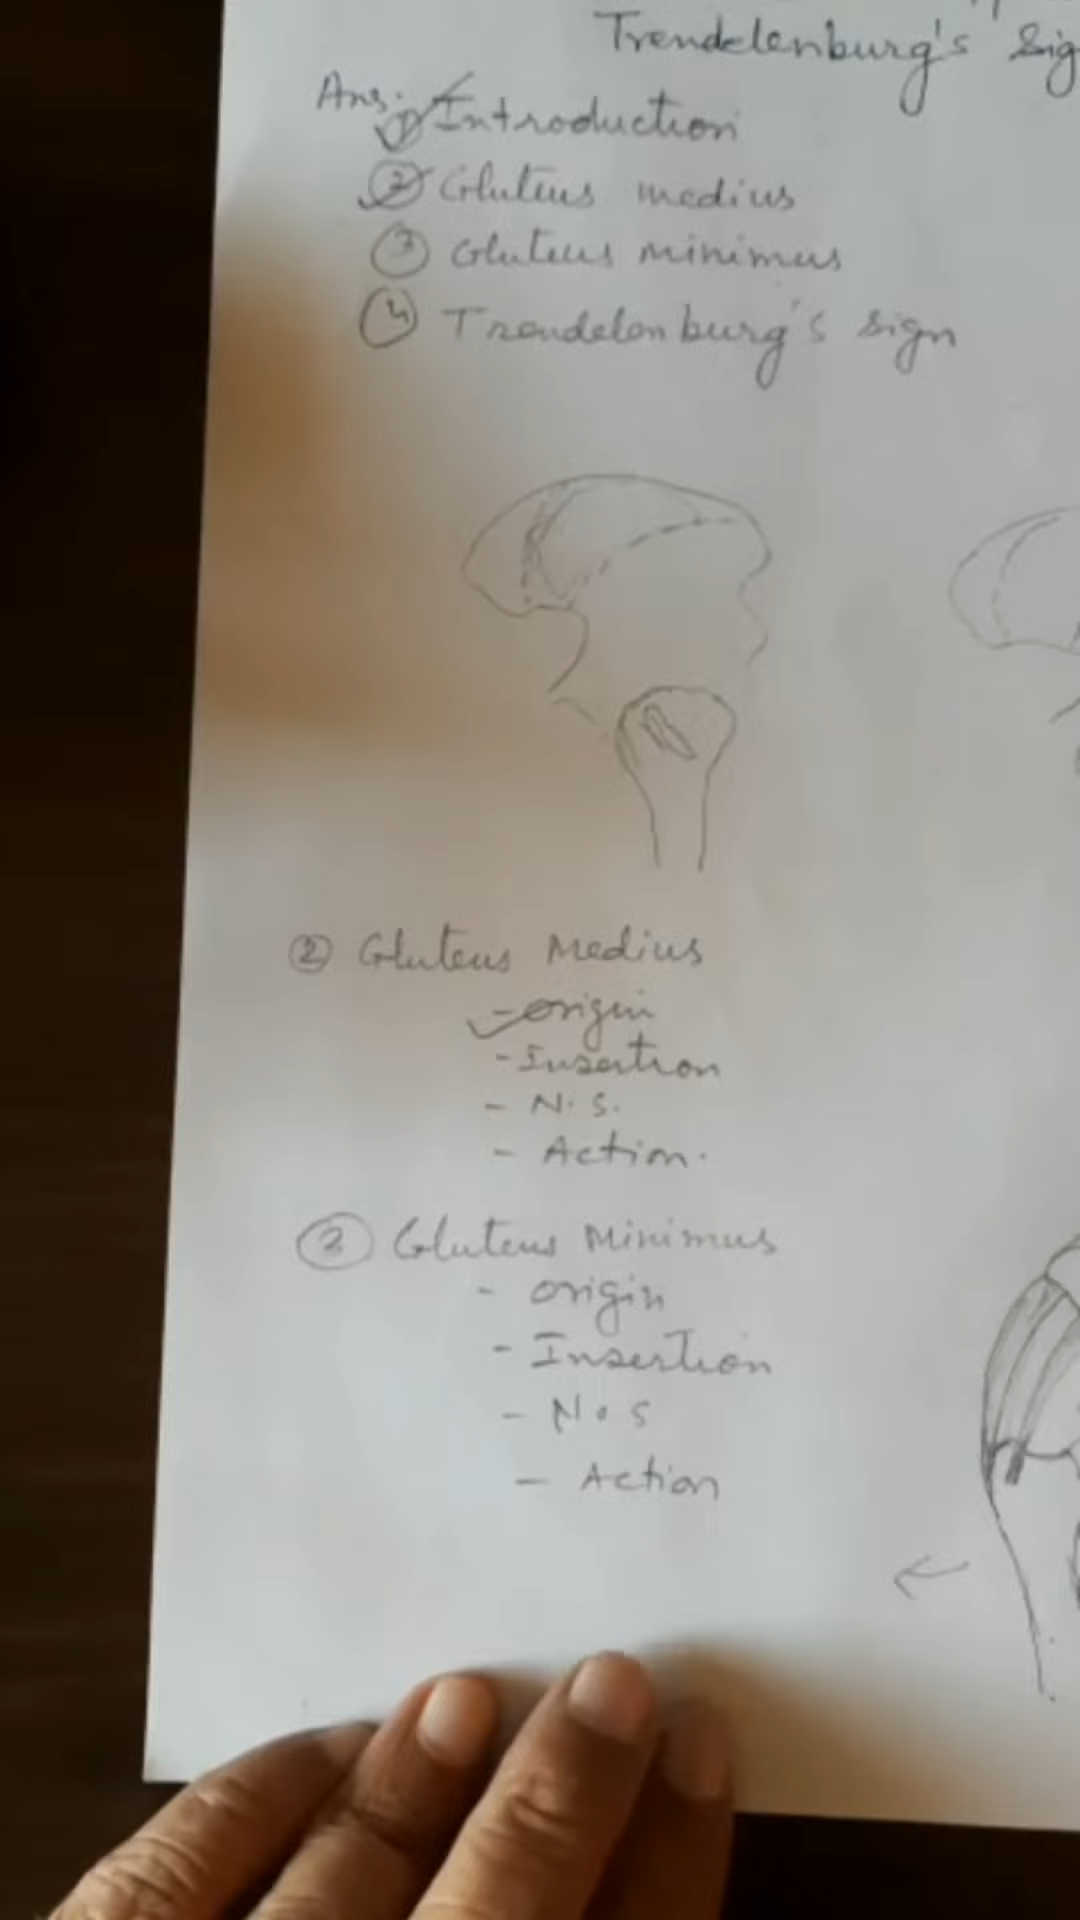 Trendelenburg's Sig
Ans.
① Introduction
② Gluteus medius
③ Gluteus minimus
④ Trendelenburg's sign
② Gluteus Medius
- origin
- Insertion
- N.S.
- Action.
③ Gluteus Minimus
- origin
- Insertion
- N.S
- Action